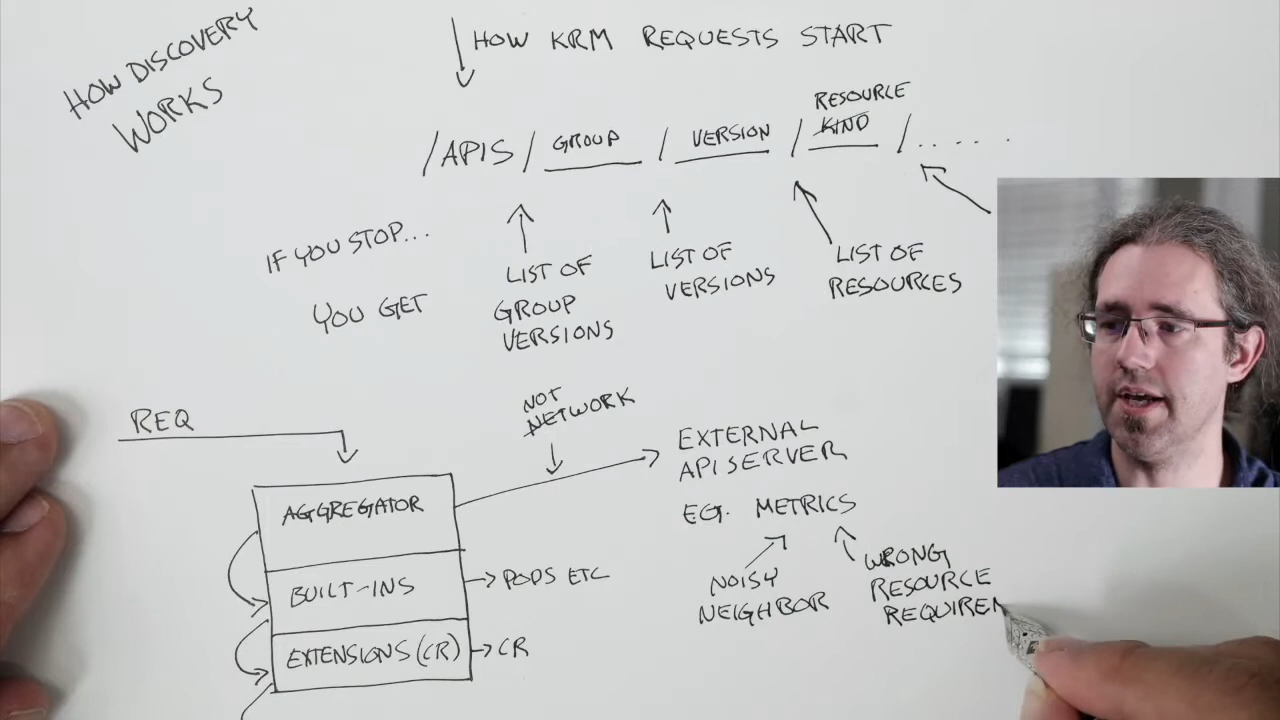 HOW DISCOVERY
WORKS
HOW KRM REQUESTS START
RESOURCE
/APIS / GROUP / VERSION / KIND / .....
IF YOU STOP...
YOU GET
LIST OF
GROUP
VERSIONS
LIST OF
VERSIONS
LIST OF
RESOURCES
REQ
NOT
NETWORK
AGGREGATOR
BUILT-INS
EXTENSIONS (CR)
PODS ETC
CR
EXTERNAL
API SERVER
EG. METRICS
NOISY
NEIGHBOR
WRONG
RESOURCE
REQUIREM